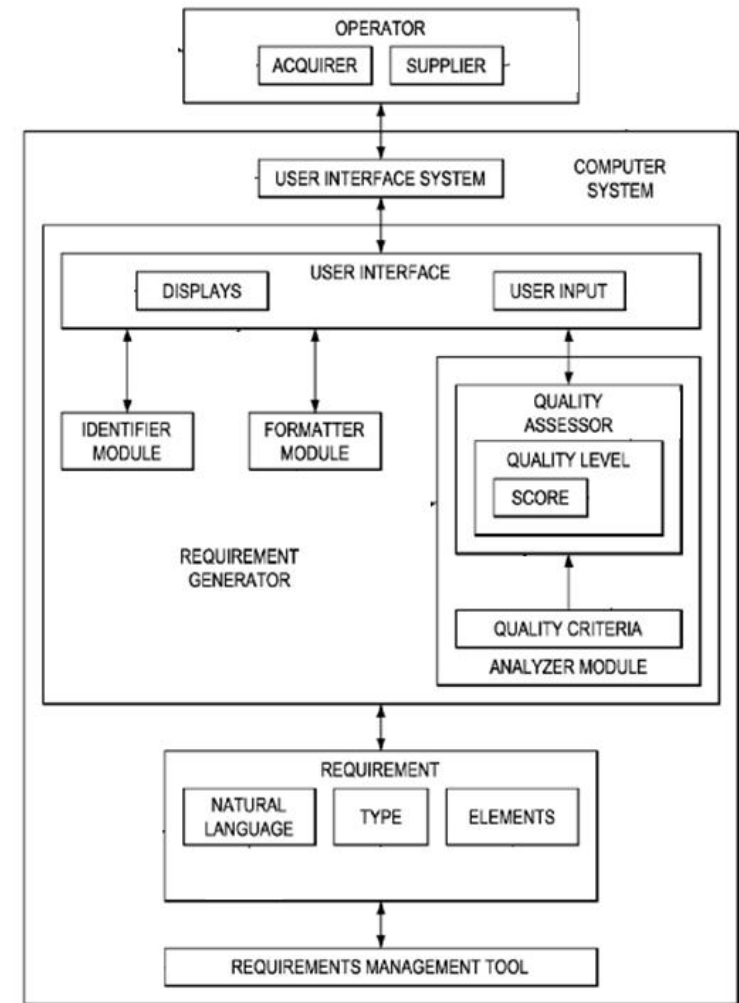 OPERATOR
ACQUIRER
SUPPLIER
COMPUTER
SYSTEM
USER INTERFACE SYSTEM
USER INTERFACE
DISPLAYS
USER INPUT
IDENTIFIER
MODULE
FORMATTER
MODULE
QUALITY
ASSESSOR
QUALITY LEVEL
SCORE
REQUIREMENT
GENERATOR
QUALITY CRITERIA
ANALYZER MODULE
REQUIREMENT
NATURAL
LANGUAGE
TYPE
ELEMENTS
REQUIREMENTS MANAGEMENT TOOL